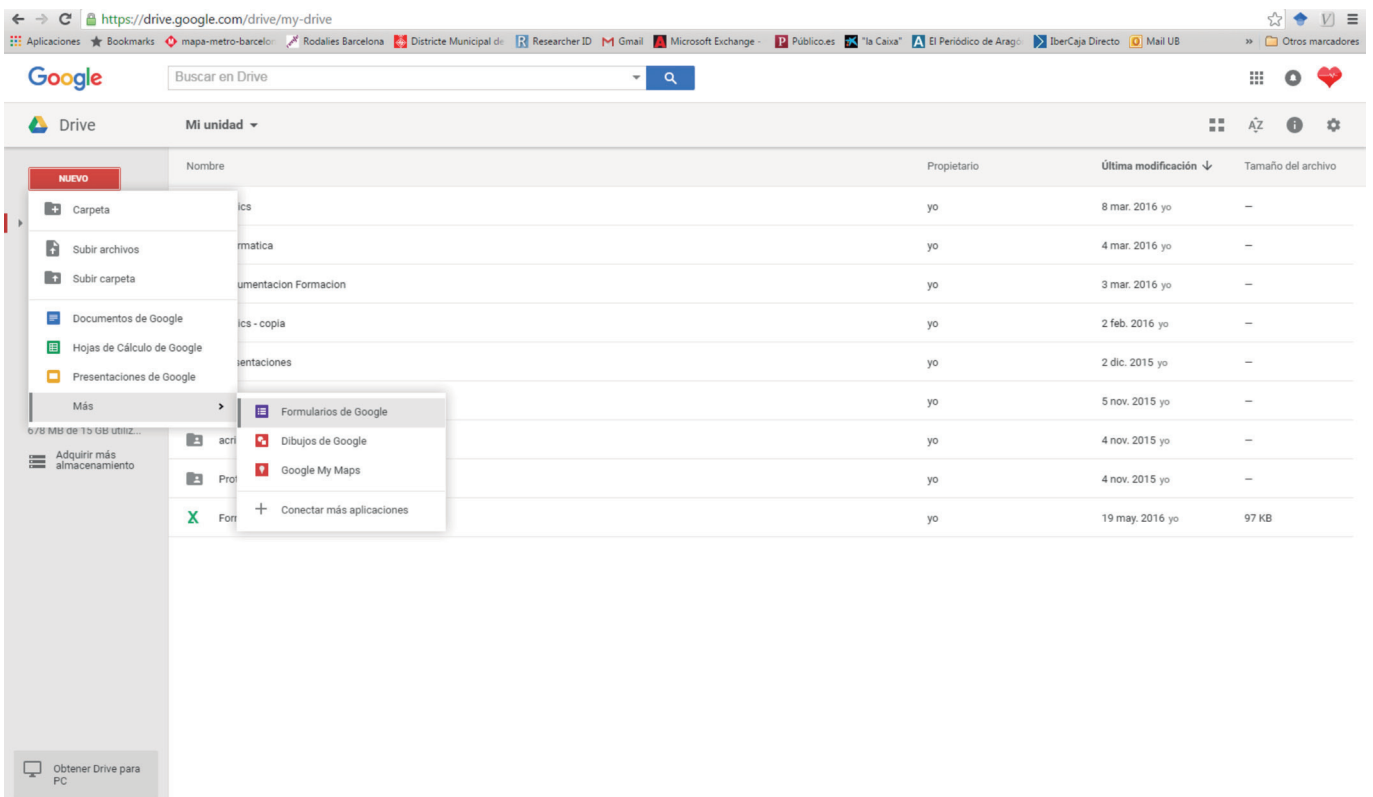 https://drive.google.com/drive/my-drive
Aplicaciones Bookmarks mapa-metro-barcelon Rodalies Barcelona Districte Municipal de Researcher ID Gmail Microsoft Exchange - Público.es "la Caixa" El Periódico de Arago IberCaja Directo Mail UB » Otros marcadores
Google Buscar en Drive
Drive Mi unidad AZ
NUEVO
Nombre Propietario Última modificación Tamaño del archivo
Carpeta ics yo 8 mar. 2016 yo –
Subir archivos rmatica yo 4 mar. 2016 yo –
Subir carpeta umentacion Formacion yo 3 mar. 2016 yo –
Documentos de Google ics - copia yo 2 feb. 2016 yo –
Hojas de Cálculo de Google
Presentaciones de Google sentaciones yo 2 dic. 2015 yo –
Más yo 5 nov. 2015 yo –
Formularios de Google
678 MB de 15 GB utiliz... acri Dibujos de Google yo 4 nov. 2015 yo –
Adquirir más
almacenamiento
Google My Maps
Prot yo 4 nov. 2015 yo –
Conectar más aplicaciones
Forr yo 19 may. 2016 yo 97 KB
Obtener Drive para
PC